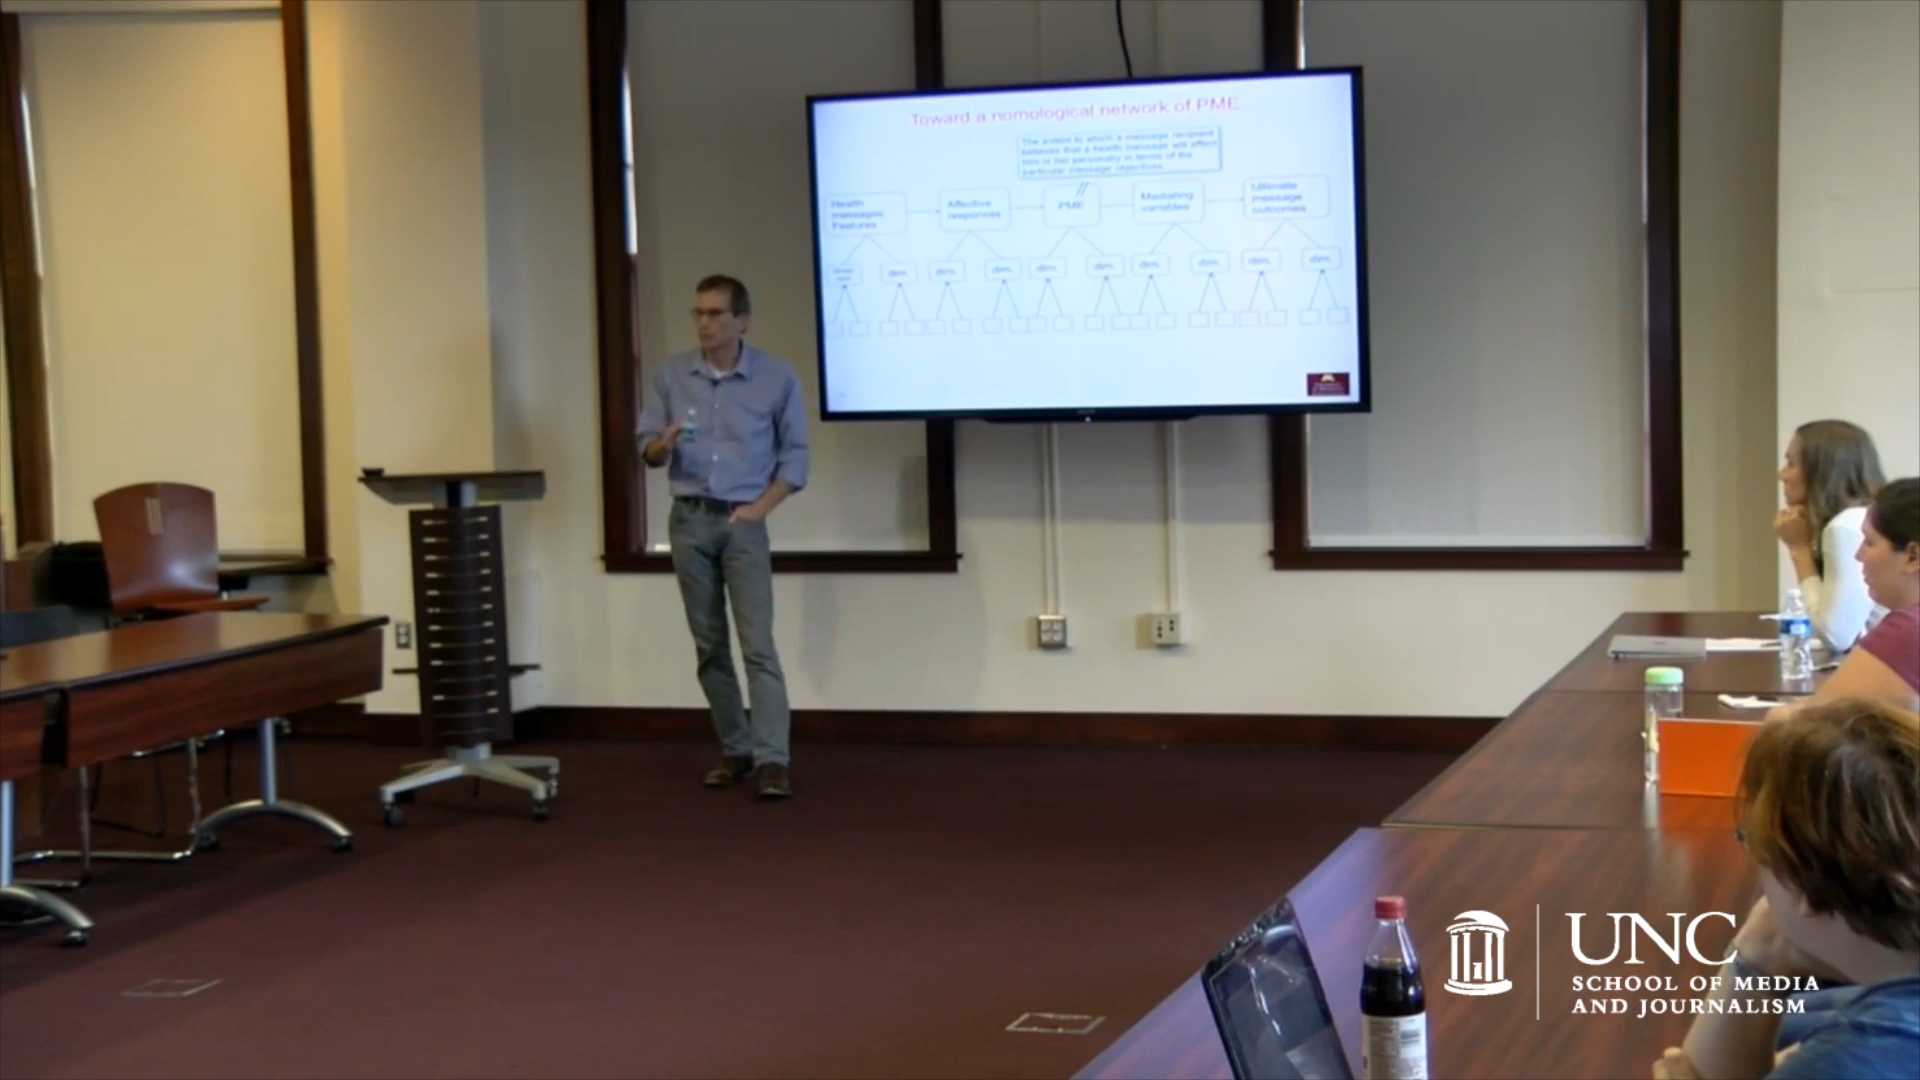 Toward a nomological network of PME
The extent to which a message recipient
believes that a health message will affect
him or her personally in terms of the
particular message objectives
Health
messages
Features
Affective
responses
PME
Mediating
variables
Ultimate
message
outcomes
dim.
dim.
dim.
dim.
dim.
dim.
dim.
dim.
dim.
UNC
SCHOOL OF MEDIA
AND JOURNALISM